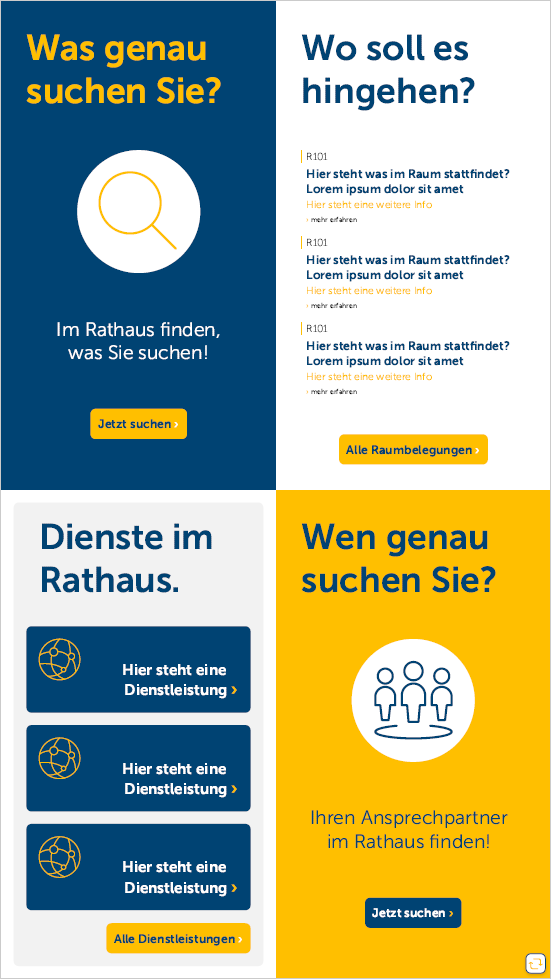 Was genau
suchen Sie?
Im Rathaus finden,
was Sie suchen!
Jetzt suchen ›
Wo soll es
hingehen?
R101
Hier steht was im Raum stattfindet?
Lorem ipsum dolor sit amet
Hier steht eine weitere Info
› mehr erfahren
R101
Hier steht was im Raum stattfindet?
Lorem ipsum dolor sit amet
Hier steht eine weitere Info
› mehr erfahren
R101
Hier steht was im Raum stattfindet?
Lorem ipsum dolor sit amet
Hier steht eine weitere Info
› mehr erfahren
Alle Raumbelegungen ›
Dienste im
Rathaus.
Hier steht eine
Dienstleistung ›
Hier steht eine
Dienstleistung ›
Hier steht eine
Dienstleistung ›
Alle Dienstleistungen ›
Wen genau
suchen Sie?
Ihren Ansprechpartner
im Rathaus finden!
Jetzt suchen ›